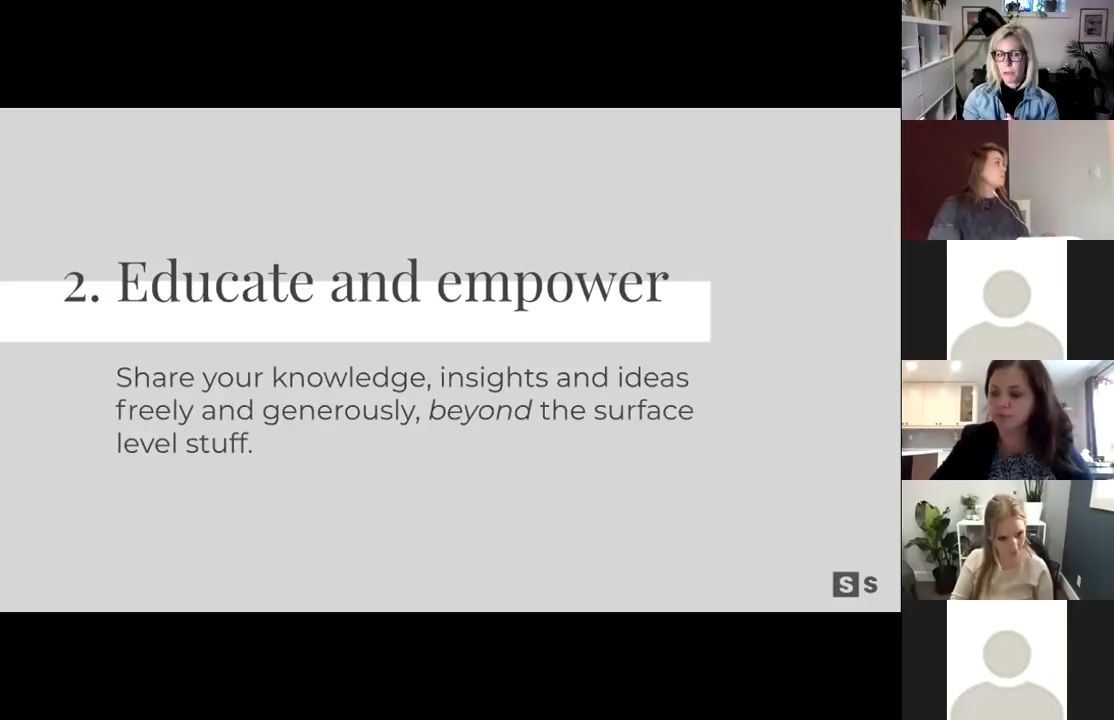 2. Educate and empower
Share your knowledge, insights and ideas
freely and generously, beyond the surface
level stuff.
S S